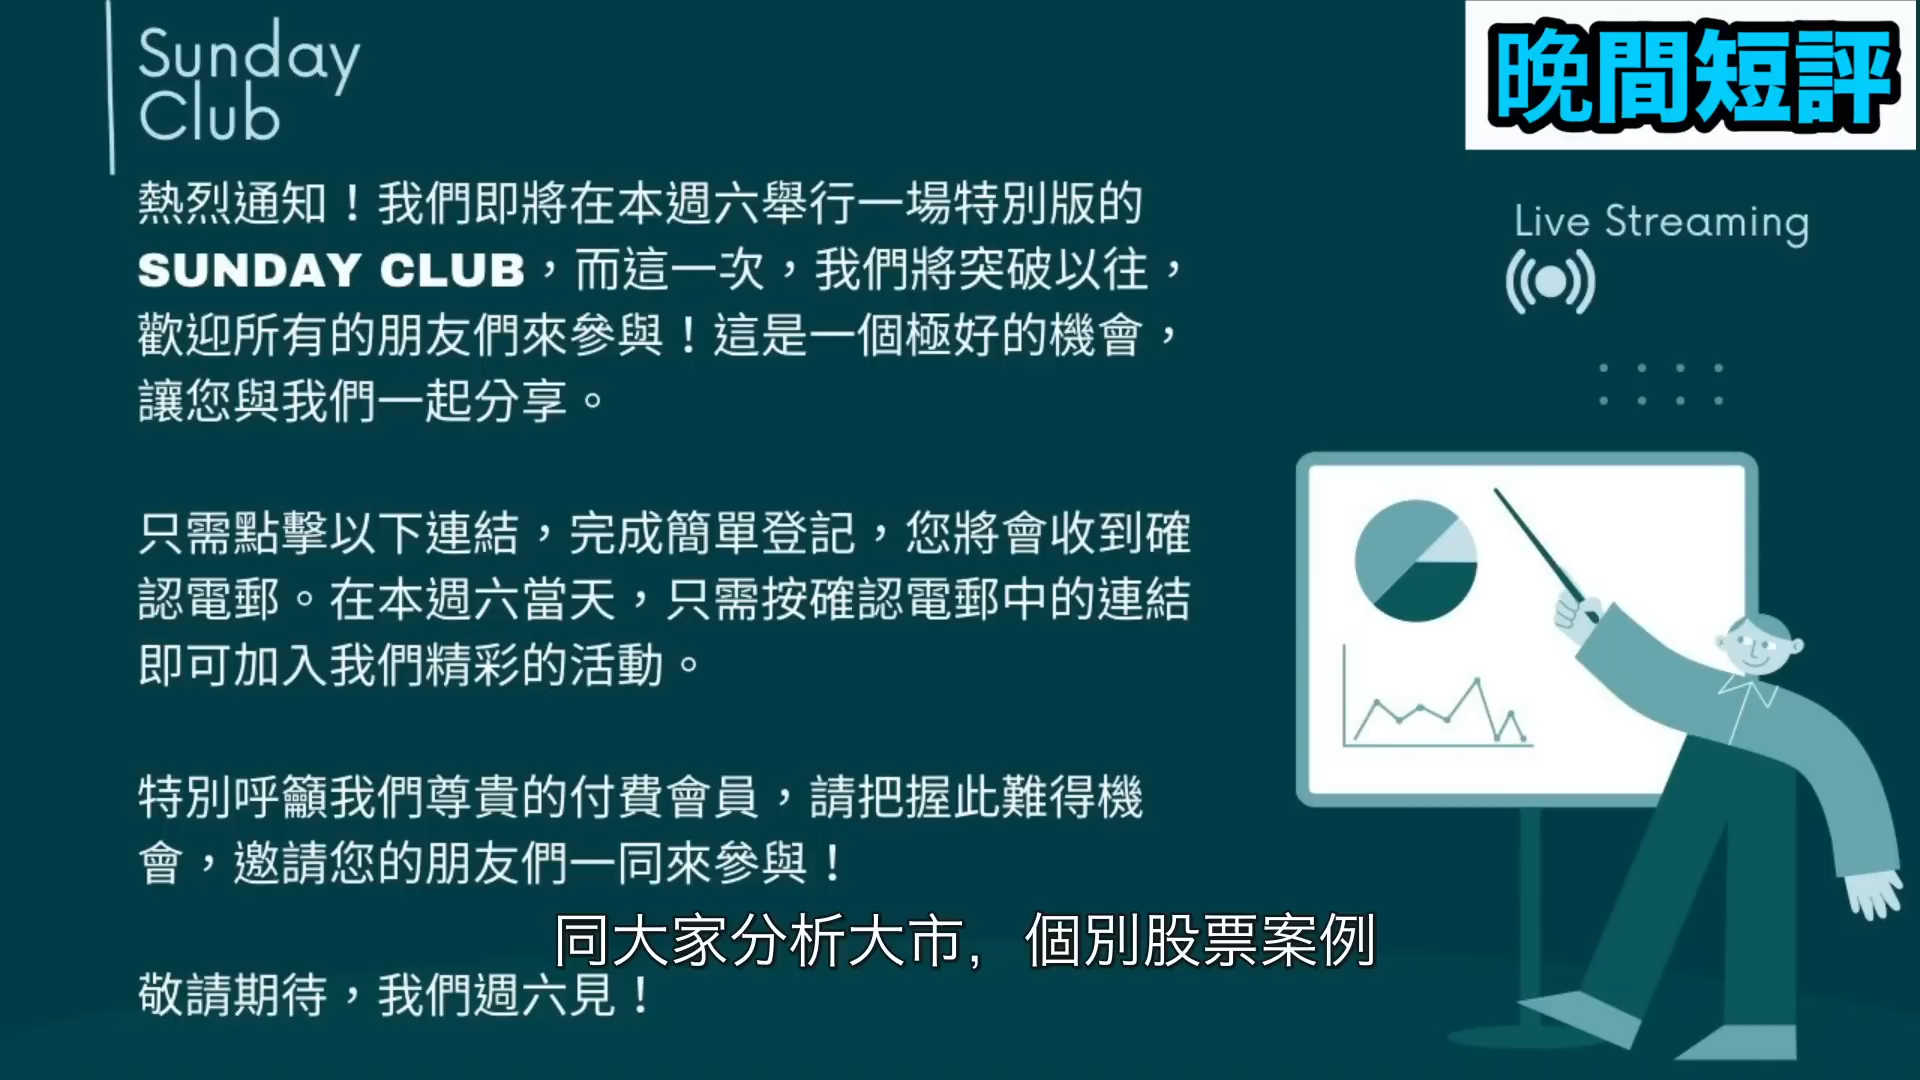 Sunday
Club
晚間短評
Live Streaming
熱烈通知！我們即將在本週六舉行一場特別版的
SUNDAY CLUB，而這一次，我們將突破以往，
歡迎所有的朋友們來參與！這是一個極好的機會，
讓您與我們一起分享。
只需點擊以下連結，完成簡單登記，您將會收到確
認電郵。在本週六當天，只需按確認電郵中的連結
即可加入我們精彩的活動。
特別呼籲我們尊貴的付費會員，請把握此難得機
會，邀請您的朋友們一同來參與！
同大家分析大市，個別股票案例
敬請期待，我們週六見！